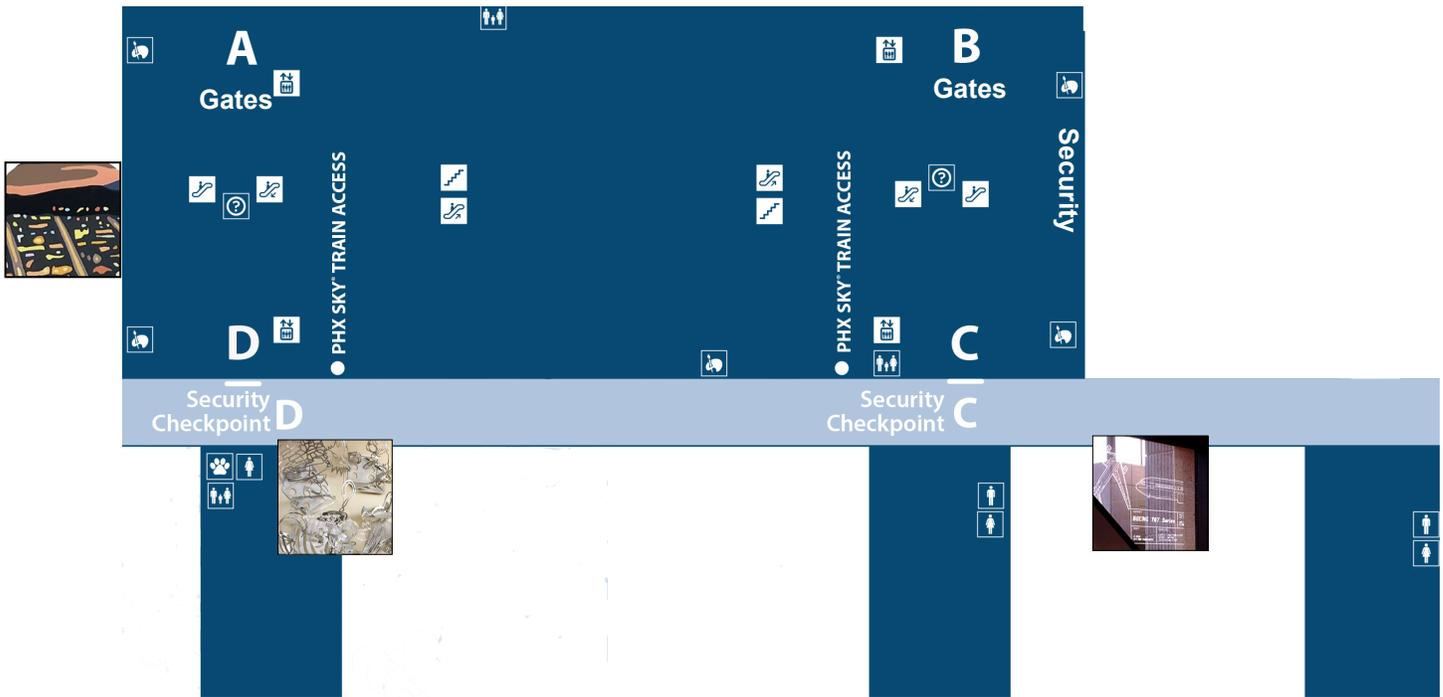 A
Gates
B
Gates
Security
?
?
PHX SKY® TRAIN ACCESS
PHX SKY® TRAIN ACCESS
D
C
Security
Checkpoint D
Security
Checkpoint C
BOEING 707 Series